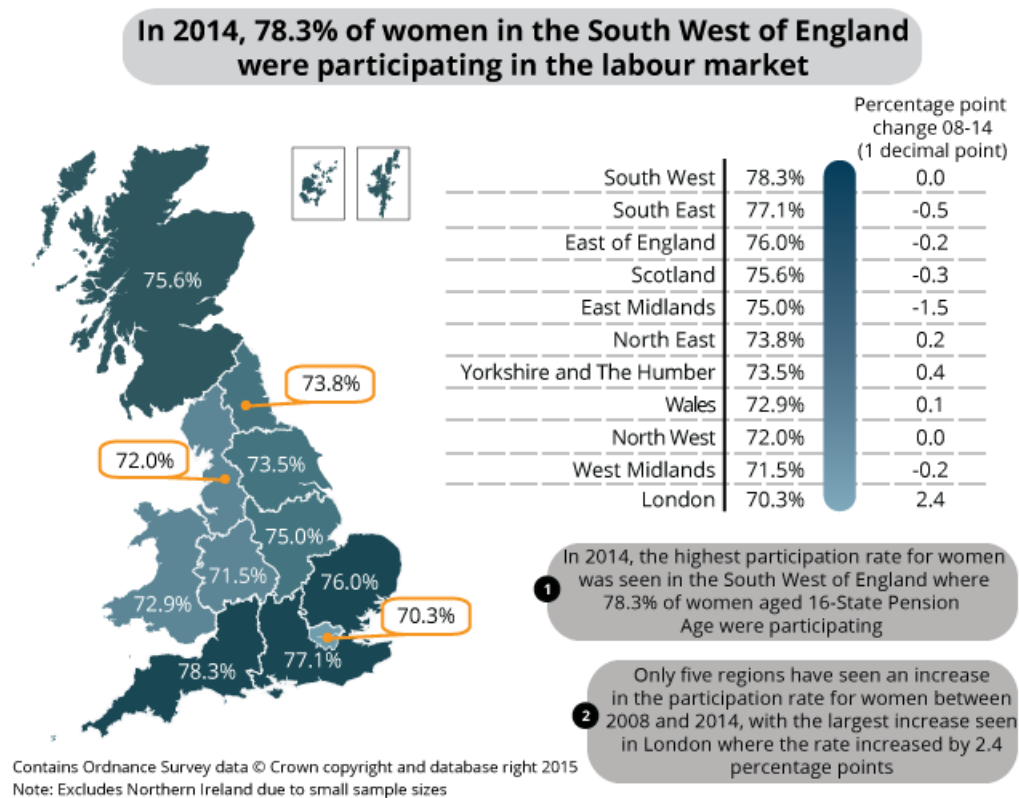 In 2014, 78.3% of women in the South West of England
were participating in the labour market
Percentage point
change 08-14
(1 decimal point)
South West 78.3% 0.0
South East 77.1% -0.5
East of England 76.0% -0.2
Scotland 75.6% -0.3
East Midlands 75.0% -1.5
North East 73.8% 0.2
Yorkshire and The Humber 73.5% 0.4
Wales 72.9% 0.1
North West 72.0% 0.0
West Midlands 71.5% -0.2
London 70.3% 2.4
75.6%
73.8%
72.0%
73.5%
75.0%
71.5%
76.0%
72.9%
70.3%
77.1%
78.3%
1
In 2014, the highest participation rate for women
was seen in the South West of England where
78.3% of women aged 16-State Pension
Age were participating
2
Only five regions have seen an increase
in the participation rate for women between
2008 and 2014, with the largest increase seen
in London where the rate increased by 2.4
percentage points
Contains Ordnance Survey data © Crown copyright and database right 2015
Note: Excludes Northern Ireland due to small sample sizes